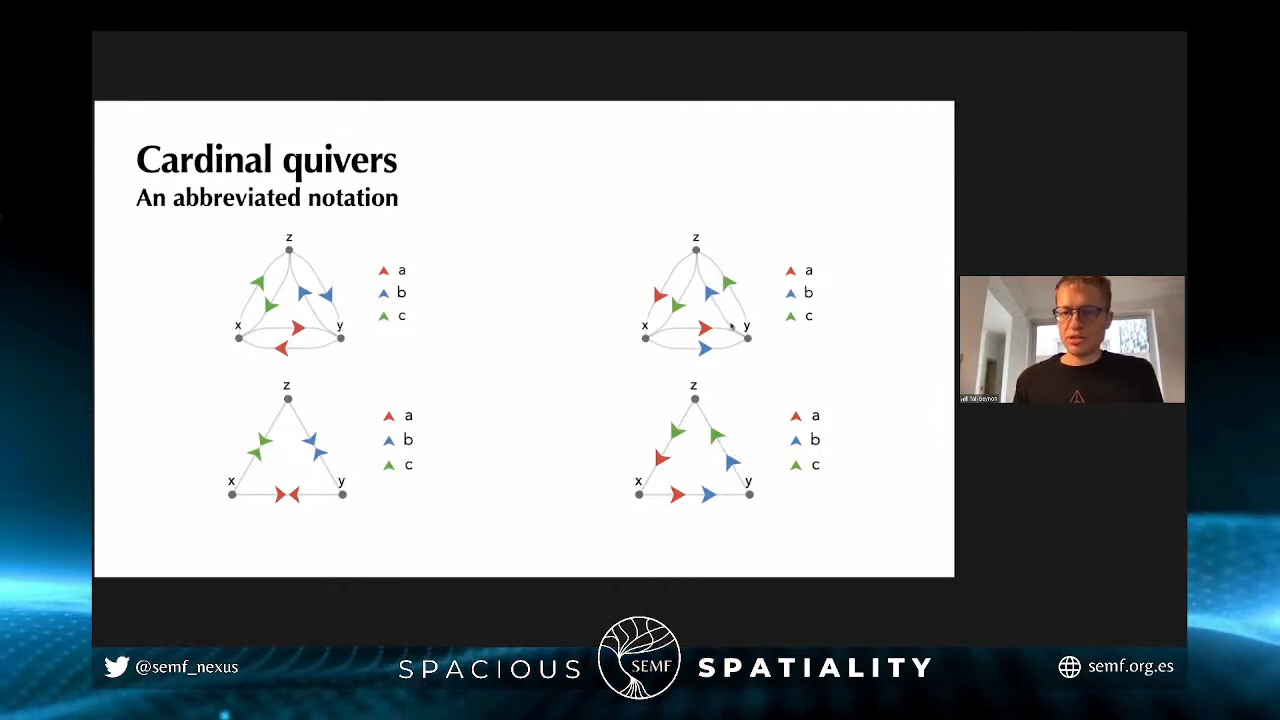 Cardinal quivers
An abbreviated notation
z
x
y
a
b
c
z
x
y
a
b
c
z
x
y
a
b
c
z
x
y
a
b
c
@semf_nexus
SPACIOUS
SEMF
SPATIALITY
semf.org.es